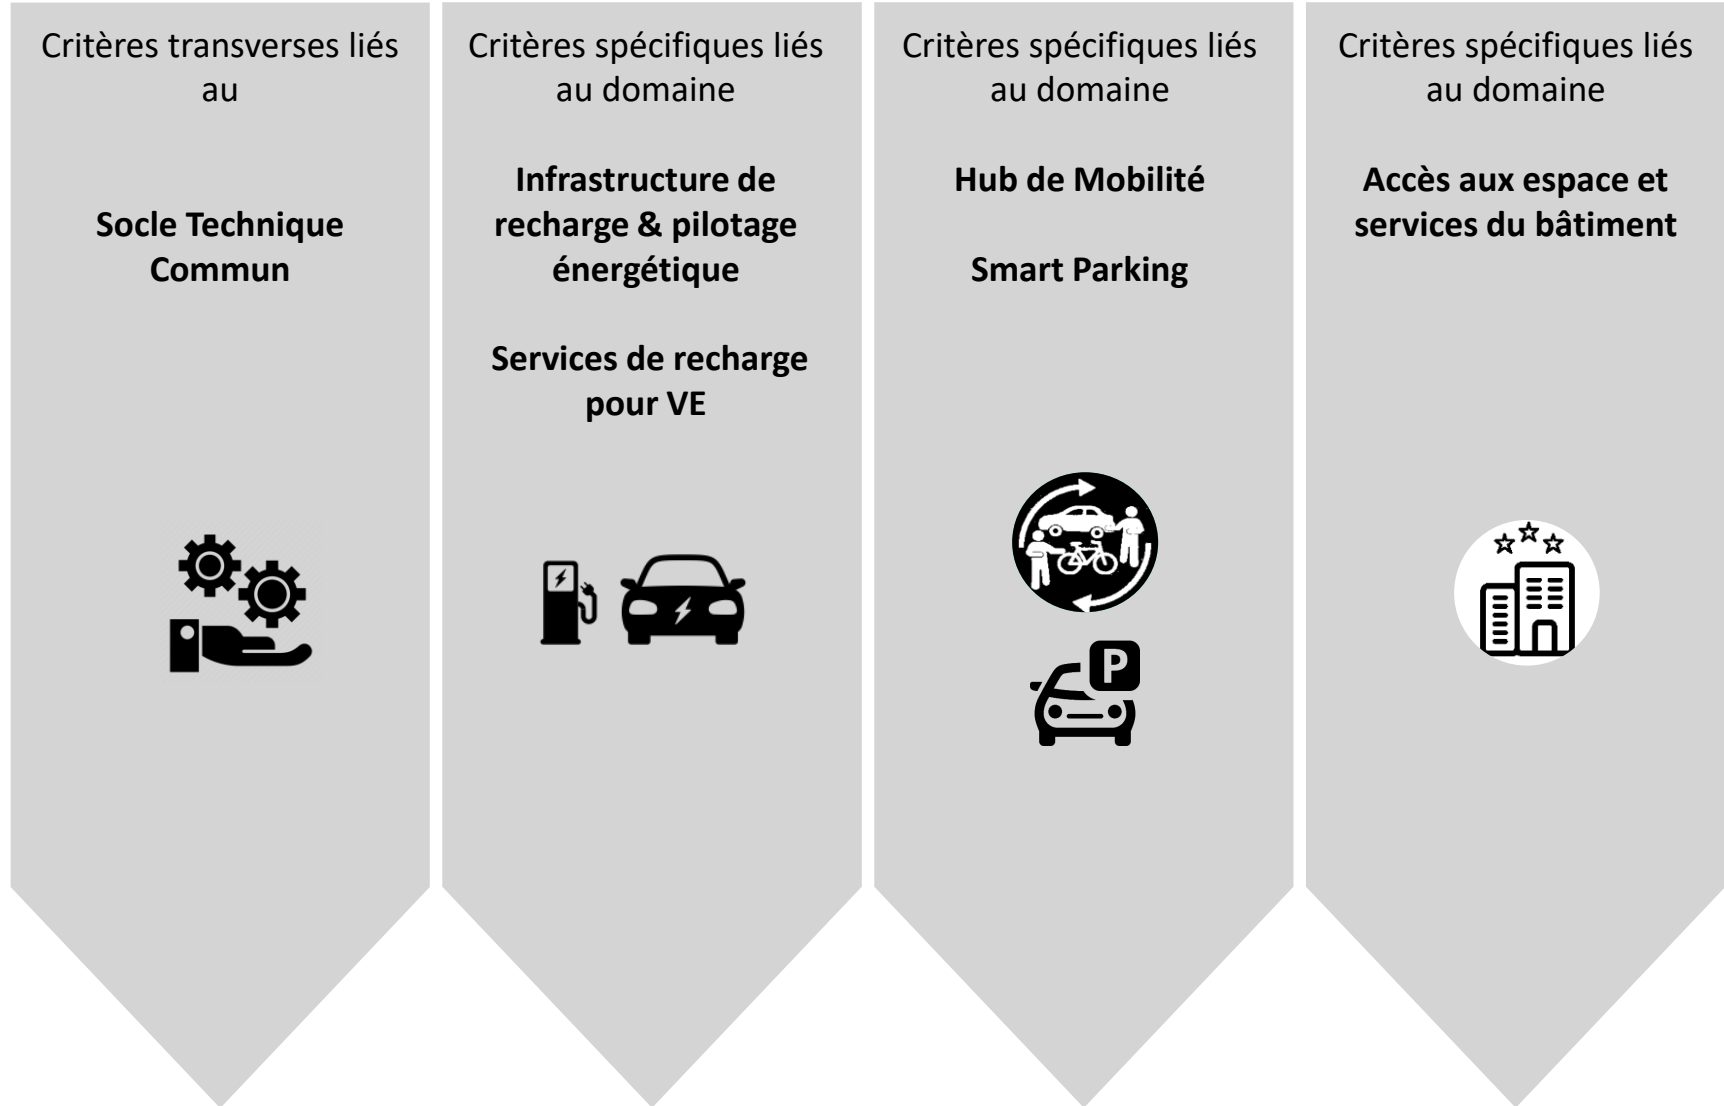 Critères transverses liés
au
Socle Technique
Commun
Critères spécifiques liés
au domaine
Infrastructure de
recharge & pilotage
énergétique
Services de recharge
pour VE
Critères spécifiques liés
au domaine
Hub de Mobilité
Smart Parking
P
Critères spécifiques liés
au domaine
Accès aux espace et
services du bâtiment